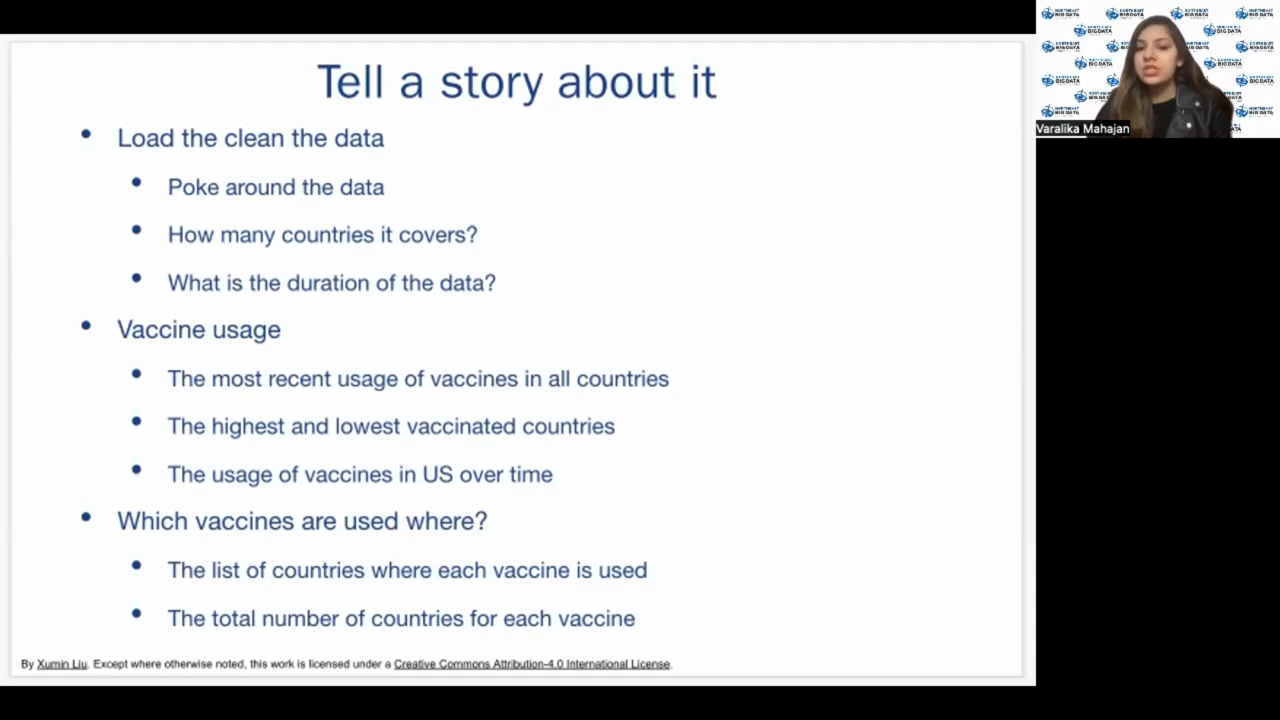 Tell a story about it
• Load the clean the data
• Poke around the data
• How many countries it covers?
• What is the duration of the data?
• Vaccine usage
• The most recent usage of vaccines in all countries
• The highest and lowest vaccinated countries
• The usage of vaccines in US over time
• Which vaccines are used where?
• The list of countries where each vaccine is used
• The total number of countries for each vaccine
By Xumin Liu. Except where otherwise noted, this work is licensed under a Creative Commons Attribution-4.0 International License.
NORTHEAST
BIG DATA
Varalika Mahajan